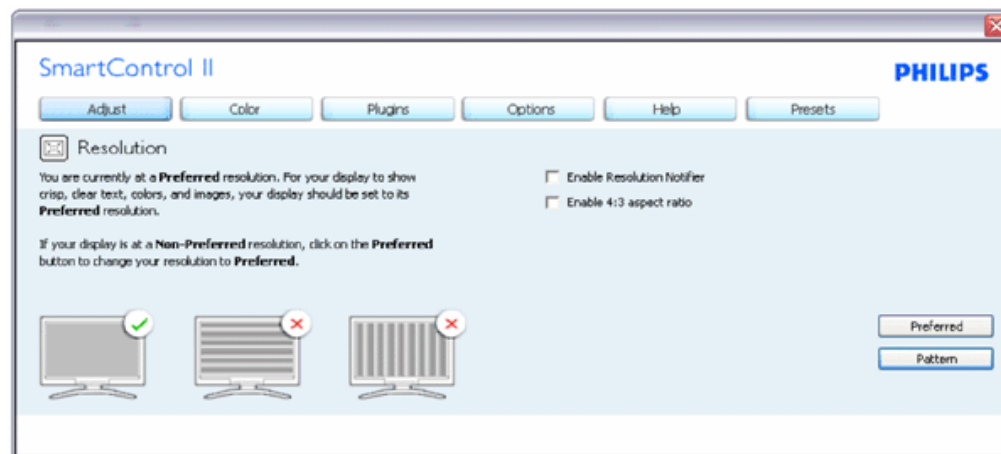 SmartControl II
PHILIPS
Adjust Color Plugins Options Help Presets
Resolution
You are currently at a Preferred resolution. For your display to show
crisp, clear text, colors, and images, your display should be set to its
Preferred resolution.
If your display is at a Non-Preferred resolution, click on the Preferred
button to change your resolution to Preferred.
Enable Resolution Notifier
Enable 4:3 aspect ratio
Preferred
Pattern